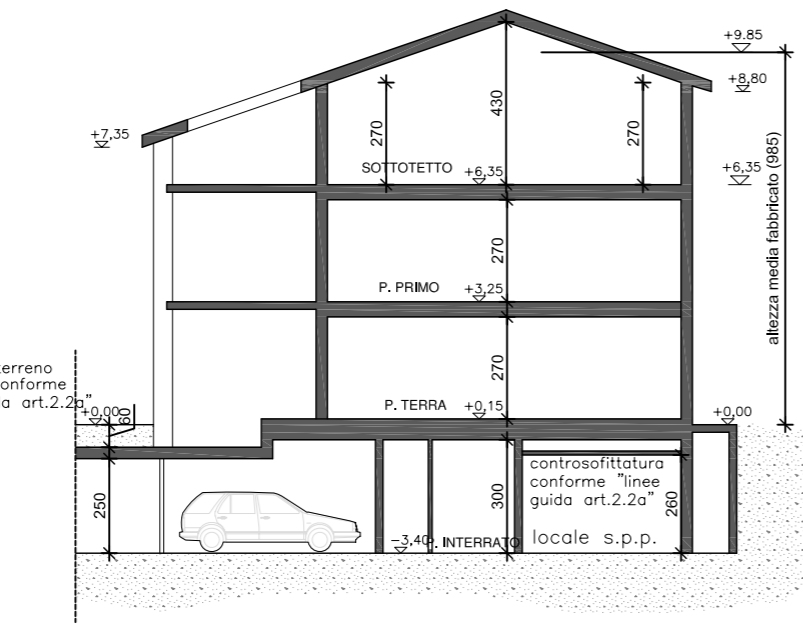 +9.85
+8,80
430
270
270
+7,35
SOTTOTETTO
+6,35
+6,35
altezza media fabbricato (985)
270
P. PRIMO
+3,25
270
terreno
conforme
da art.2.2a"
+0,00
60
P. TERRA
+0,15
+0,00
250
300
controsofittatura
conforme "linee
guida art.2.2a"
260
-3,40
P. INTERRATO
locale s.p.p.